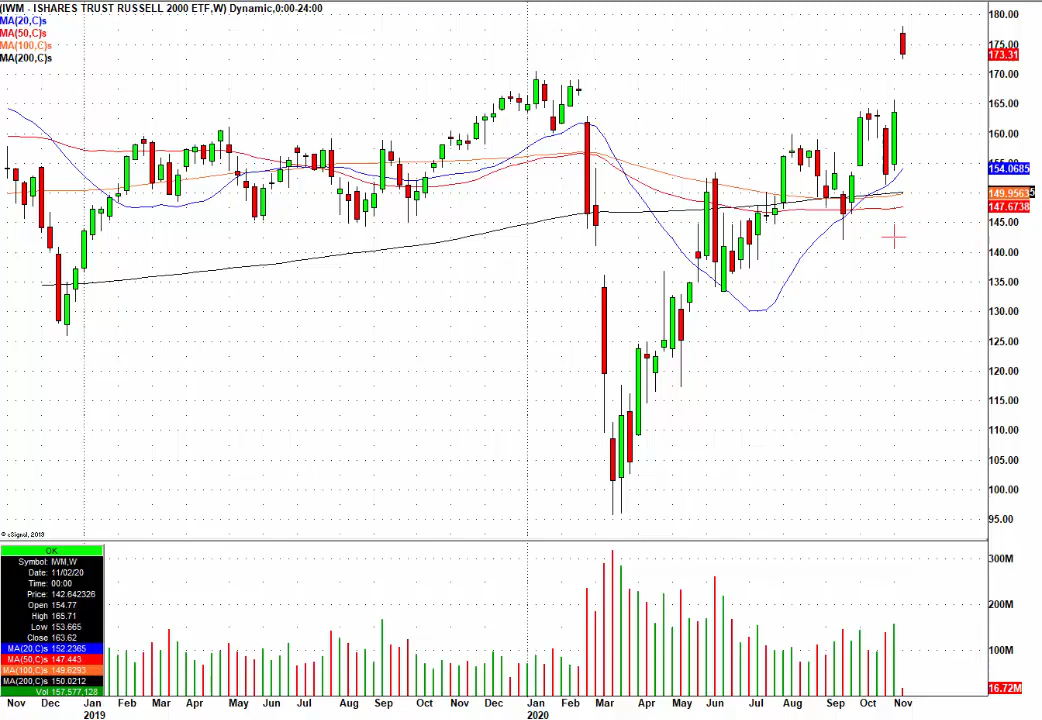 (IWM - ISHARES TRUST RUSSELL 2000 ETF,W) Dynamic,0:00-24:00
MA(20,C)s
MA(50,C)s
MA(100,C)s
MA(200,C)s
180.00
175.00
173.31
170.00
165.00
160.00
155.00
154.0685
149.9563
147.6738
145.00
140.00
135.00
130.00
125.00
120.00
115.00
110.00
105.00
100.00
95.00
© eSignal, 2018
OK
Symbol: IWM,W
Date: 11/02/20
Time: 00:00
Price: 142.642326
Open 154.77
High 165.71
Low 153.665
Close 163.62
MA(20,C)s 152.2365
MA(50,C)s 147.443
MA(100,C)s 149.6293
MA(200,C)s 150.0212
Vol 157,577,128
300M
200M
100M
16.72M
Nov Dec Jan Feb Mar Apr May Jun Jul Aug Sep Oct Nov Dec Jan Feb Mar Apr May Jun Jul Aug Sep Oct Nov
2019 2020